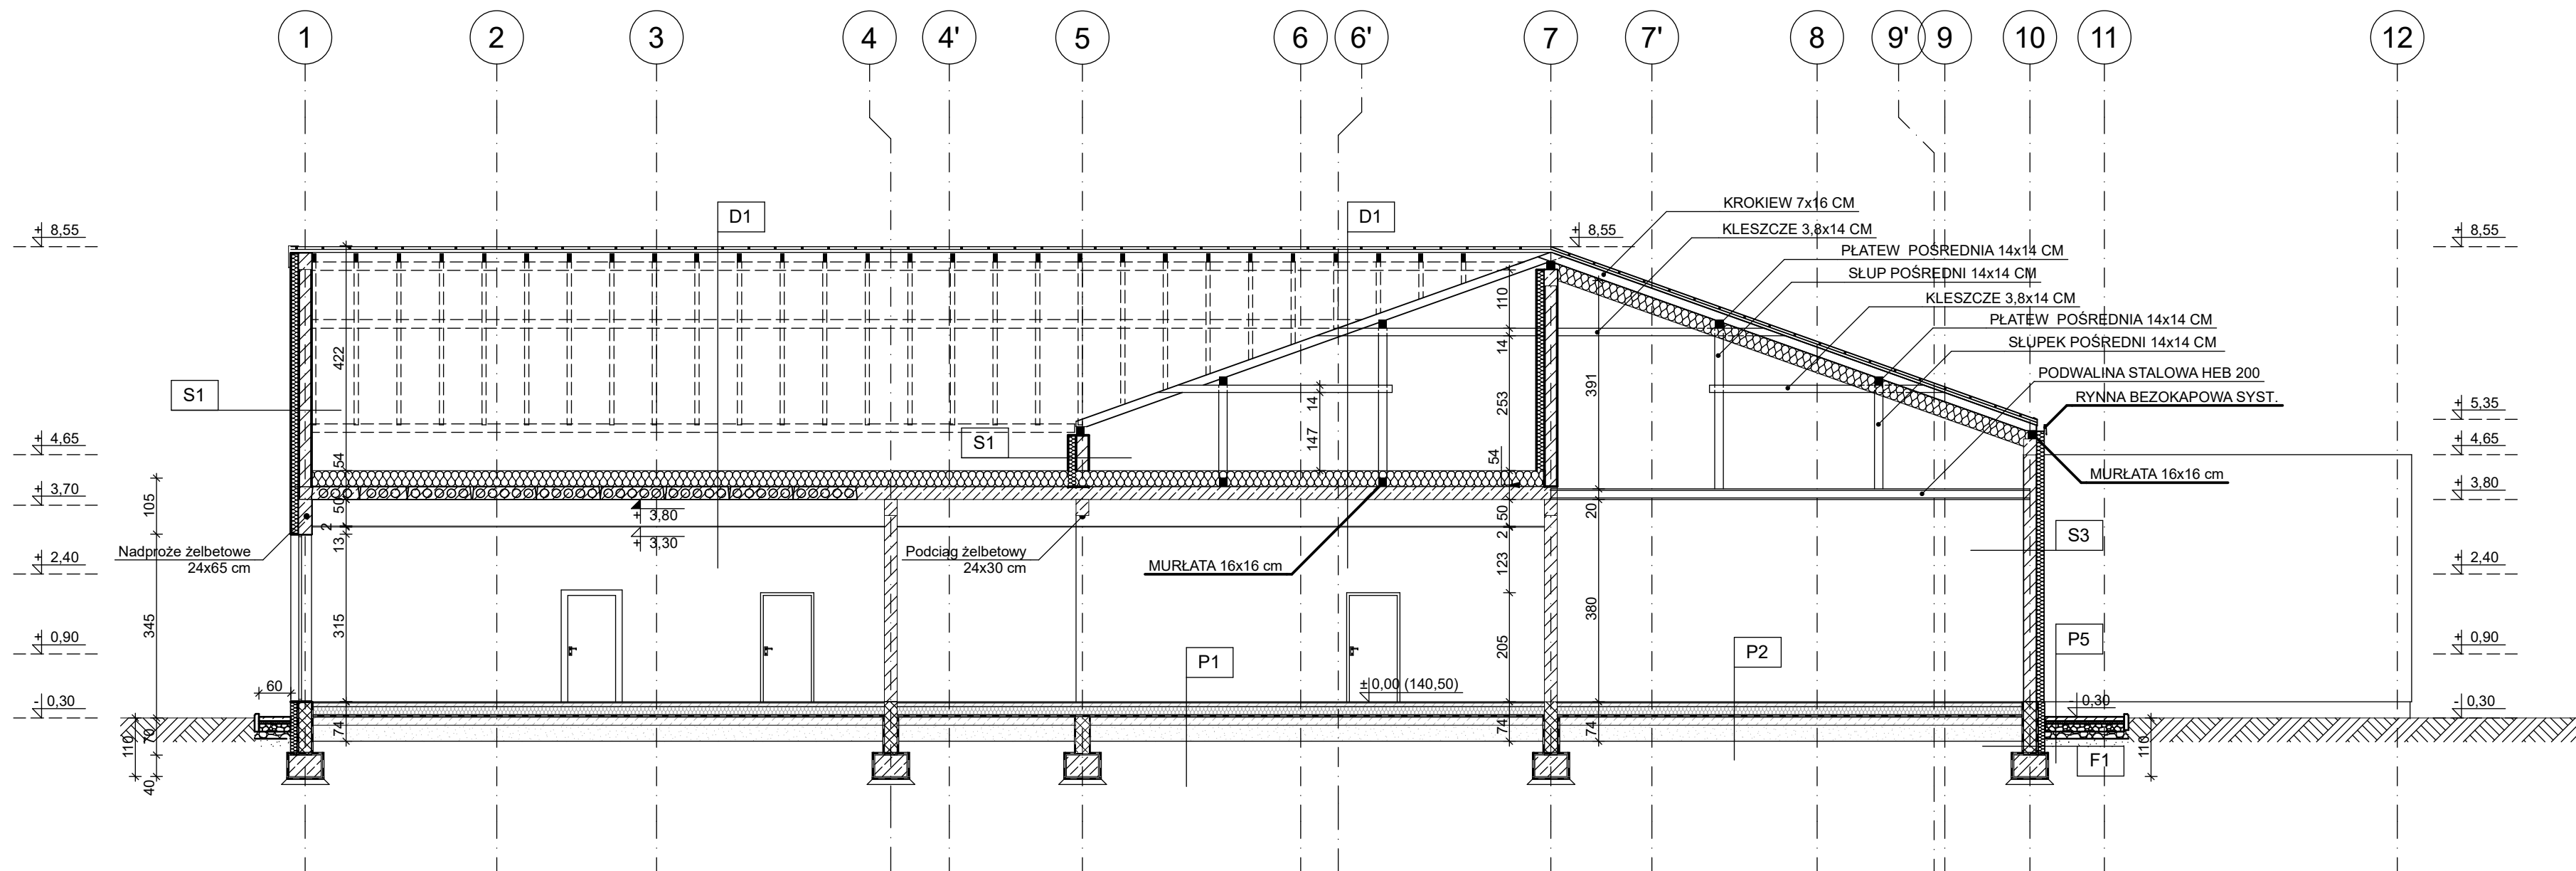 1 2 3 4 4' 5 6 6' 7 7' 8 9' 9 10 11 12
KROKIEW 7x16 CM
D1 D1
+ 8,55 + 8,55 + 8,55
KLESZCZE 3,8x14 CM
PŁATEW POŚREDNIA 14x14 CM
SŁUP POŚREDNI 14x14 CM
KLESZCZE 3,8x14 CM
110
PŁATEW POŚREDNIA 14x14 CM
SŁUPEK POŚREDNI 14x14 CM
422 14
PODWALINA STALOWA HEB 200
391
S1
RYNNA BEZOKAPOWA SYST.
14 253
+ 5,35
+ 4,65 S1 147 + 4,65
54 54
MURŁATA 16x16 cm
+ 3,70 + 3,80
105 50 50 20
+ 3,80
2 2
S3
13 + 3,30
Nadproże żelbetowe
24x65 cm
Podciąg żelbetowy
24x30 cm
+ 2,40 + 2,40
MURŁATA 16x16 cm
123
345 315 205 380
+ 0,90 + 0,90
P1 P2 P5
60
±0,00 (140,50)
- 0,30 - 0,30 - 0,30
110 70 74 74 74 110
40
F1